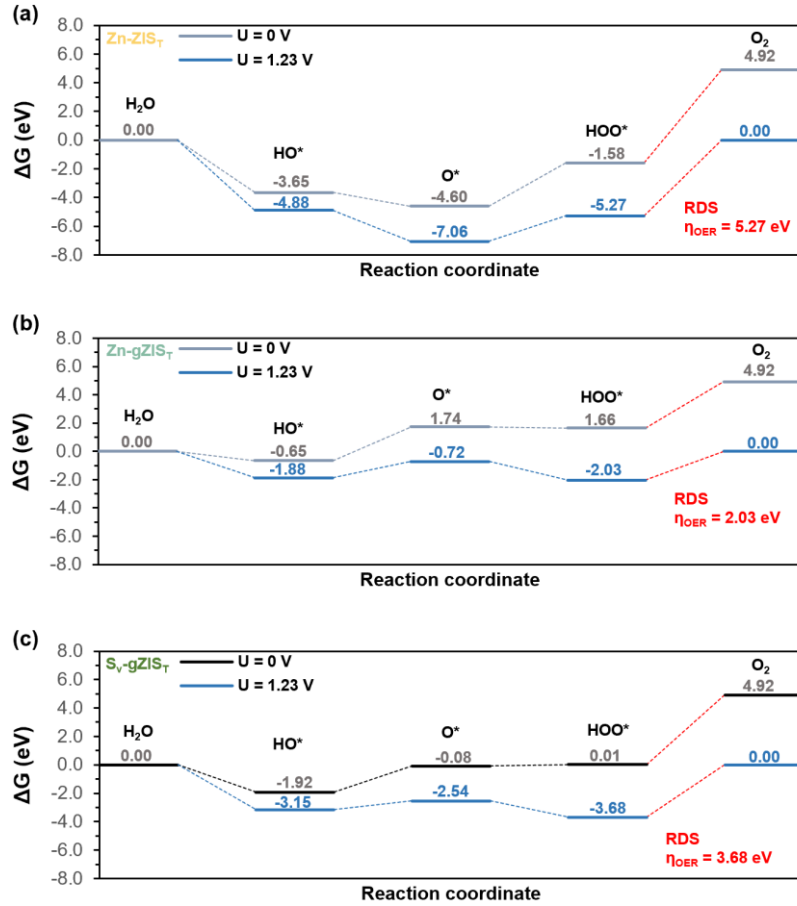 (a)
8.0
6.0
4.0
2.0
0.0
-2.0
-4.0
-6.0
-8.0
ΔG (eV)
Zn-ZIS_T
U = 0 V
U = 1.23 V
H₂O
0.00
HO*
-3.65
-4.88
O*
-4.60
-7.06
HOO*
-1.58
-5.27
O₂
4.92
0.00
RDS
η_OER = 5.27 eV
Reaction coordinate
(b)
8.0
6.0
4.0
2.0
0.0
-2.0
-4.0
-6.0
-8.0
ΔG (eV)
Zn-gZIS_T
U = 0 V
U = 1.23 V
H₂O
0.00
HO*
-0.65
-1.88
O*
1.74
-0.72
HOO*
1.66
-2.03
O₂
4.92
0.00
RDS
η_OER = 2.03 eV
Reaction coordinate
(c)
8.0
6.0
4.0
2.0
0.0
-2.0
-4.0
-6.0
-8.0
ΔG (eV)
S_v-gZIS_T
U = 0 V
U = 1.23 V
H₂O
0.00
HO*
-1.92
-3.15
O*
-0.08
-2.54
HOO*
0.01
-3.68
O₂
4.92
0.00
RDS
η_OER = 3.68 eV
Reaction coordinate